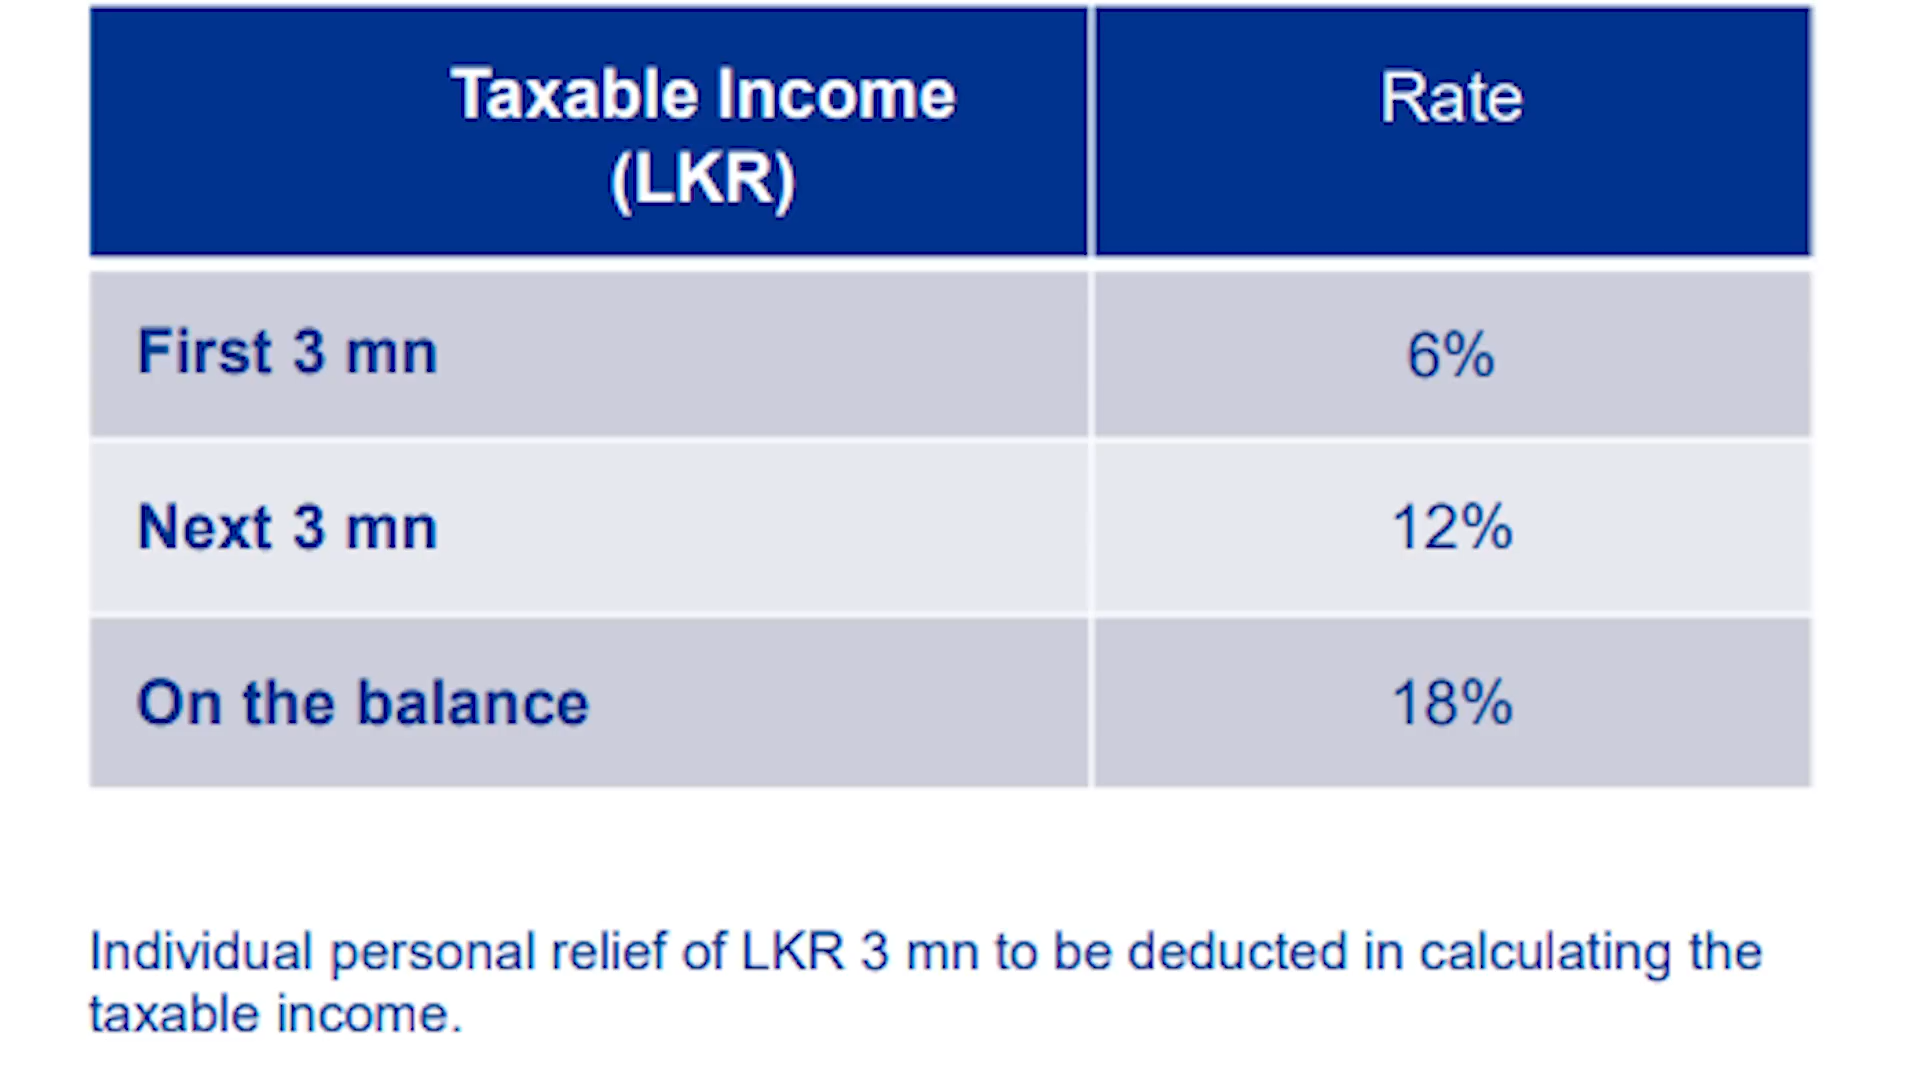 Taxable Income
(LKR)
Rate
First 3 mn
6%
Next 3 mn
12%
On the balance
18%
Individual personal relief of LKR 3 mn to be deducted in calculating the
taxable income.